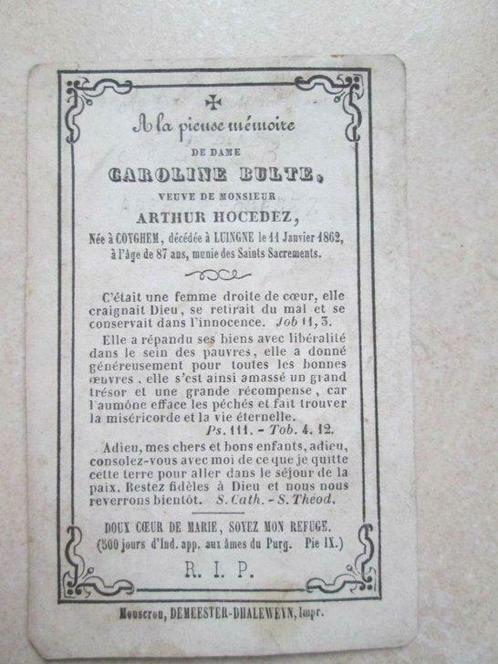 A la pieuse mémoire
DE DAME
CAROLINE BULTE,
VEUVE DE MONSIEUR
ARTHUR HOCEDEZ,
Née à COYGHEM, décédée à LUINGNE le 11 Janvier 1862,
à l'âge de 87 ans, munie des Saints Sacrements.
C'était une femme droite de cœur, elle
craignait Dieu, se retirait du mal et se
conservait dans l'innocence. Job 11, 3.
Elle a répandu ses biens avec libéralité
dans le sein des pauvres, elle a donné
généreusement pour toutes les bonnes
œuvres, elle s'est ainsi amassé un grand
trésor et une grande récompense, car
l'aumône efface les péchés et fait trouver
la miséricorde et la vie éternelle.
Ps. 111. - Tob. 4. 12.
Adieu, mes chers et bons enfants, adieu,
consolez-vous avec moi de ce que je quitte
cette terre pour aller dans le séjour de la
paix. Restez fidèles à Dieu et nous nous
reverrons bientôt. S. Cath. - S. Théod.
DOUX CŒUR DE MARIE, SOYEZ MON REFUGE.
(500 jours d'Ind. app. aux âmes du Purg. Pie IX.)
R. I. P.
Mouscron, DEMEESTER-DHALEWEYN, Impr.